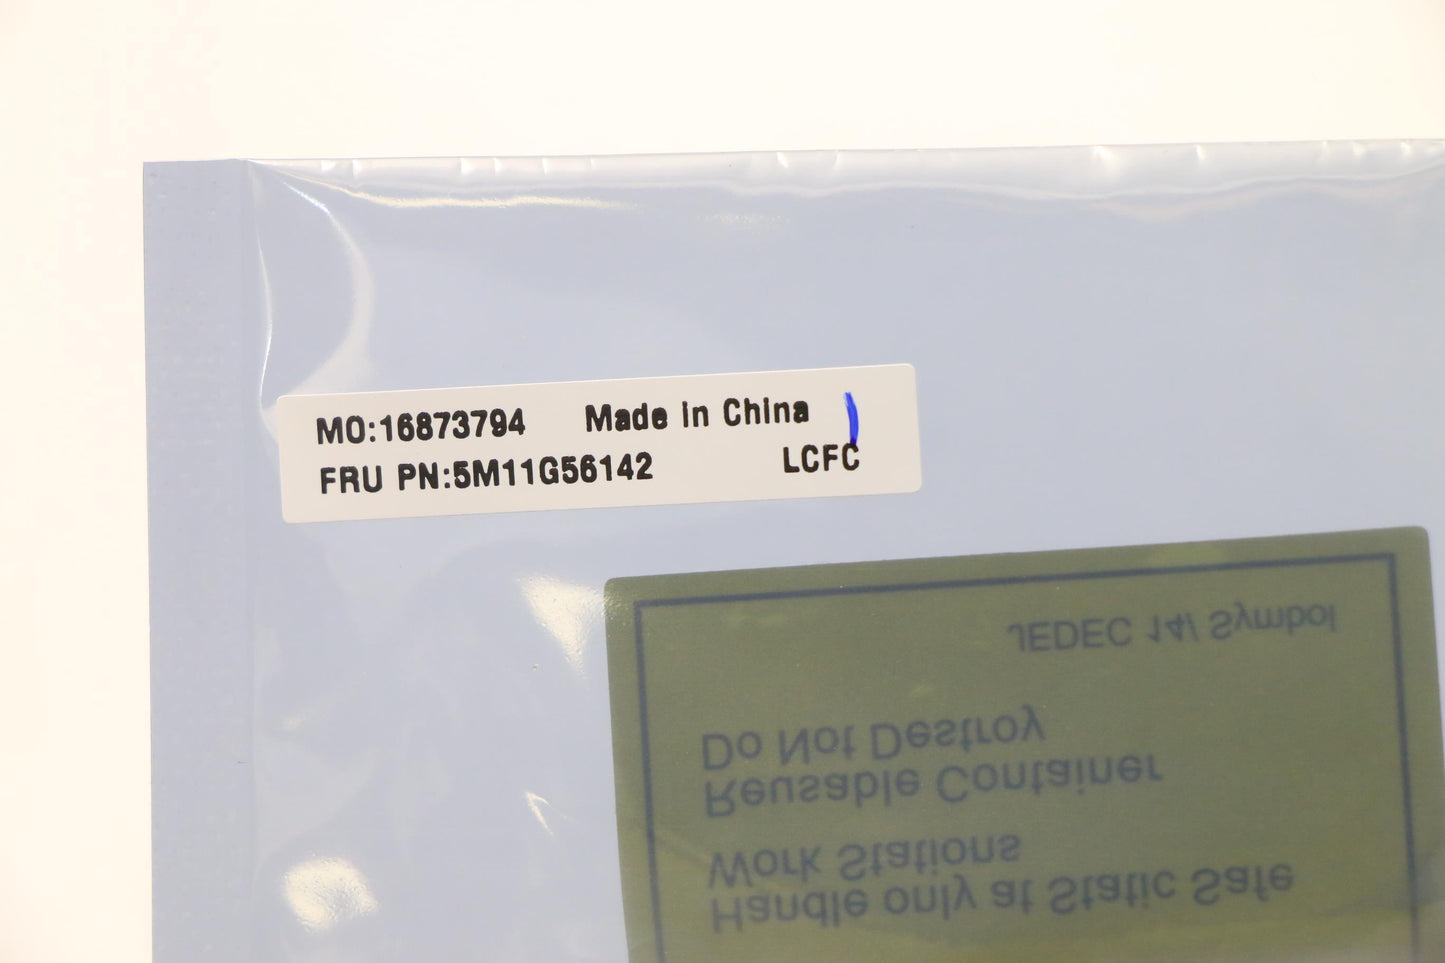 MO:16873794 Made in China
FRU PN:5M11G56142 LCFC
JEDEC 14/ Symbol
Do Not Destroy
Reusable Container
Work Stations
Handle only at Static Safe